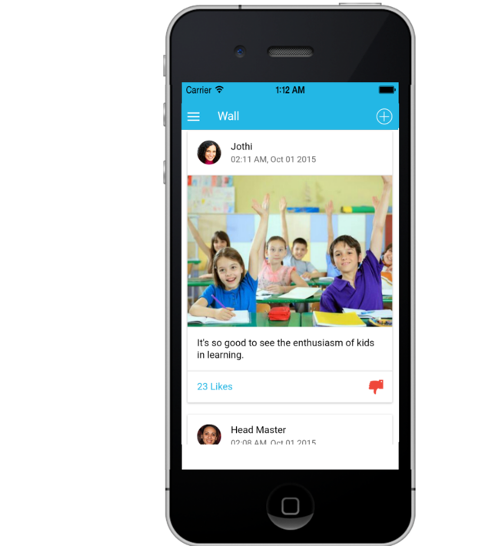 Carrier 1:12 AM
Wall
Jothi
02:11 AM, Oct 01 2015
It's so good to see the enthusiasm of kids
in learning.
23 Likes
Head Master
02:08 AM, Oct 01 2015